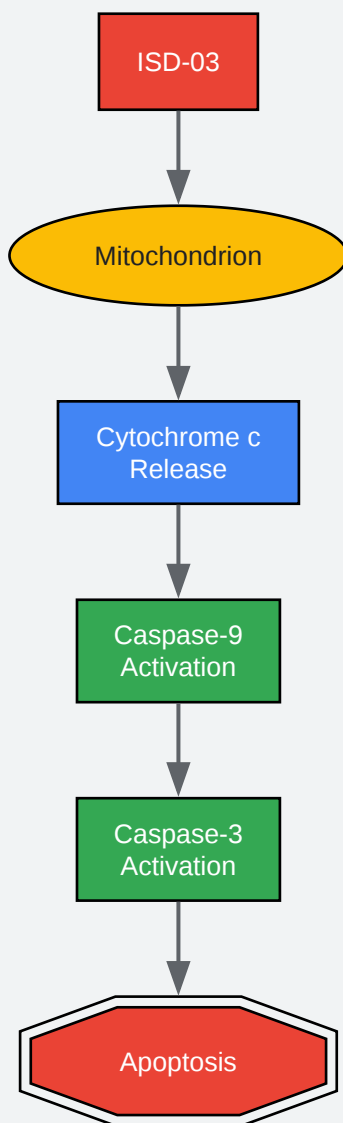 ISD-03
Mitochondrion
Cytochrome c
Release
Caspase-9
Activation
Caspase-3
Activation
Apoptosis